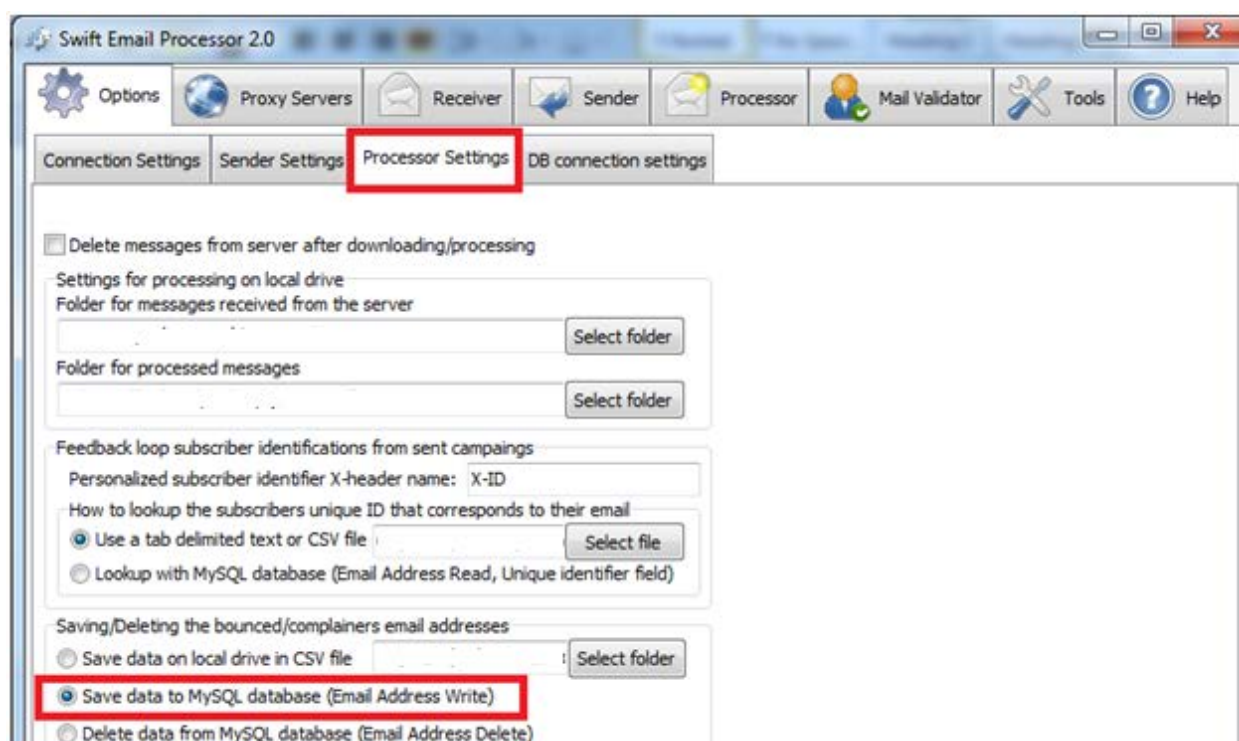 Swift Email Processor 2.0
Options Proxy Servers Receiver Sender Processor Mail Validator Tools Help
Connection Settings Sender Settings Processor Settings DB connection settings
Delete messages from server after downloading/processing
Settings for processing on local drive
Folder for messages received from the server
Select folder
Folder for processed messages
Select folder
Feedback loop subscriber identifications from sent campaings
Personalized subscriber identifier X-header name: X-ID
How to lookup the subscribers unique ID that corresponds to their email
Use a tab delimited text or CSV file Select file
Lookup with MySQL database (Email Address Read, Unique identifier field)
Saving/Deleting the bounced/complainers email addresses
Save data on local drive in CSV file Select folder
Save data to MySQL database (Email Address Write)
Delete data from MySQL database (Email Address Delete)